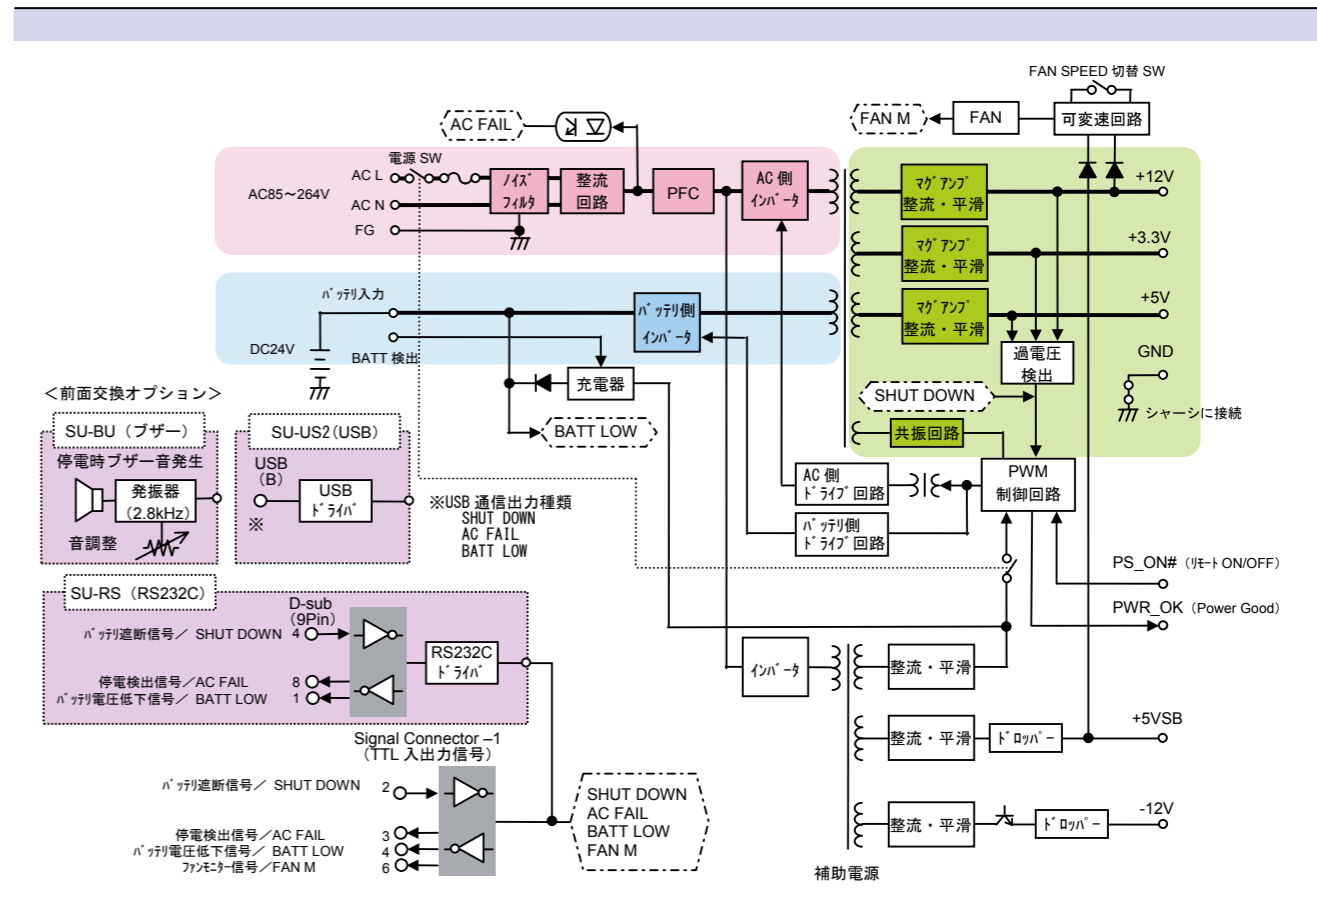 FAN SPEED 切替 SW
AC FAIL
FAN M
FAN
可変速回路
電源 SW
AC85～264V
AC L
AC N
FG
ﾉｲｽﾞ
ﾌｨﾙﾀ
整流
回路
PFC
AC 側
ｲﾝﾊﾞｰﾀ
ﾏｸﾞｱﾝﾌﾟ
整流・平滑
+12V
ﾏｸﾞｱﾝﾌﾟ
整流・平滑
+3.3V
ﾏｸﾞｱﾝﾌﾟ
整流・平滑
+5V
ﾊﾞｯﾃﾘ入力
DC24V
BATT 検出
ﾊﾞｯﾃﾘ側
ｲﾝﾊﾞｰﾀ
充電器
BATT LOW
過電圧
検出
GND
シャーシに接続
SHUT DOWN
共振回路
PWM
制御回路
AC 側
ﾄﾞﾗｲﾌﾞ回路
ﾊﾞｯﾃﾘ側
ﾄﾞﾗｲﾌﾞ回路
PS_ON#（ﾘﾓｰﾄ ON/OFF）
PWR_OK（Power Good）
＜前面交換オプション＞
SU-BU（ブザー）
停電時ブザー音発生
発振器
（2.8kHz）
音調整
SU-US2（USB）
USB
（B）
※
USB
ﾄﾞﾗｲﾊﾞ
※USB 通信出力種類
SHUT DOWN
AC FAIL
BATT LOW
SU-RS（RS232C）
D-sub
（9Pin）
ﾊﾞｯﾃﾘ遮断信号／ SHUT DOWN 4
停電検出信号／AC FAIL 8
ﾊﾞｯﾃﾘ電圧低下信号／ BATT LOW 1
RS232C
ﾄﾞﾗｲﾊﾞ
Signal Connector –1
（TTL 入出力信号）
ﾊﾞｯﾃﾘ遮断信号／ SHUT DOWN 2
停電検出信号／AC FAIL 3
ﾊﾞｯﾃﾘ電圧低下信号／ BATT LOW 4
ﾌｧﾝﾓﾆﾀｰ信号／FAN M 6
SHUT DOWN
AC FAIL
BATT LOW
FAN M
ｲﾝﾊﾞｰﾀ
整流・平滑
整流・平滑
ﾄﾞﾛｯﾊﾟｰ
+5VSB
整流・平滑
ﾄﾞﾛｯﾊﾟｰ
-12V
補助電源